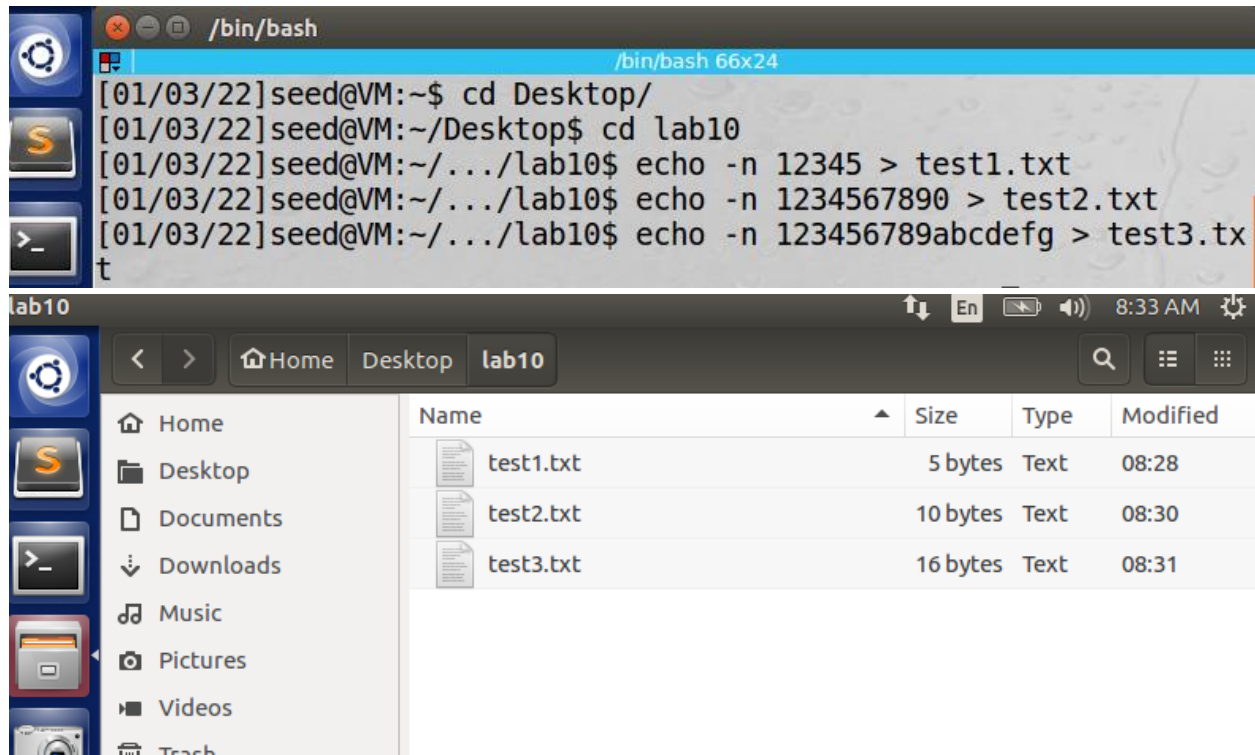 /bin/bash
/bin/bash 66x24
[01/03/22]seed@VM:~$ cd Desktop/
[01/03/22]seed@VM:~/Desktop$ cd lab10
[01/03/22]seed@VM:~/.../lab10$ echo -n 12345 > test1.txt
[01/03/22]seed@VM:~/.../lab10$ echo -n 1234567890 > test2.txt
[01/03/22]seed@VM:~/.../lab10$ echo -n 123456789abcdefg > test3.tx
t
lab10 En 8:33 AM
Home Desktop lab10
Name Size Type Modified
Home
Desktop
Documents
Downloads
Music
Pictures
Videos
Trash
test1.txt 5 bytes Text 08:28
test2.txt 10 bytes Text 08:30
test3.txt 16 bytes Text 08:31